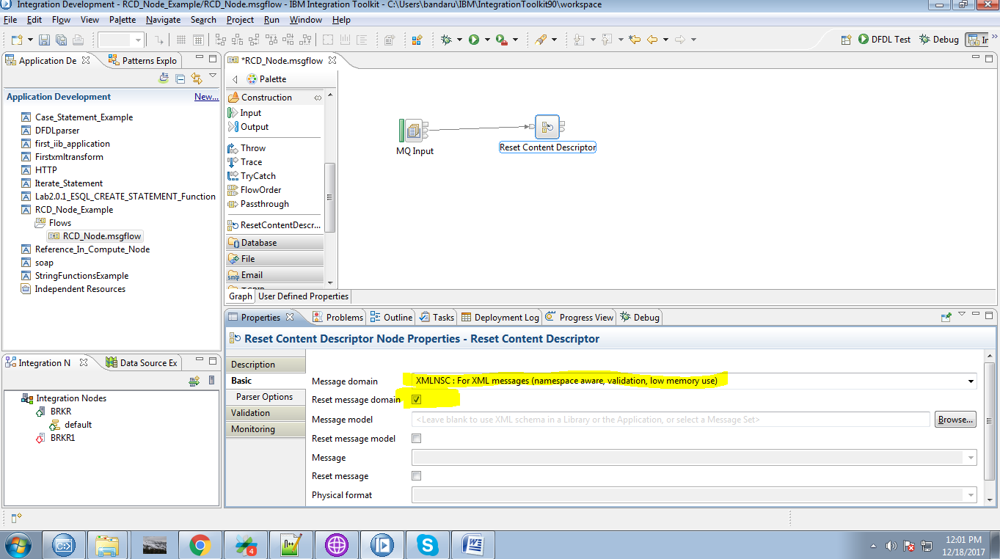 Integration Development - RCD_Node_Example/RCD_Node.msgflow - IBM Integration Toolkit - C:\Users\bandaru\IBM\IntegrationToolkit90\workspace
File Edit Flow View Palette Navigate Search Project Run Window Help
DFDL Test Debug In
Application De Patterns Explo
Application Development New...
Case_Statement_Example
DFDLparser
first_iib_application
Firstxmltransform
HTTP
Iterate_Statement
Lab2.0.1_ESQL_CREATE_STATEMENT_Function
RCD_Node_Example
Flows
RCD_Node.msgflow
Reference_In_Compute_Node
soap
StringFunctionsExample
Independent Resources
Integration N Data Source Ex
Integration Nodes
BRKR
default
BRKR1
*RCD_Node.msgflow
Palette
Construction
Input
Output
Throw
Trace
TryCatch
FlowOrder
Passthrough
ResetContentDescr...
Database
File
Email
MQ Input
Reset Content Descriptor
Graph User Defined Properties
Properties Problems Outline Tasks Deployment Log Progress View Debug
Reset Content Descriptor Node Properties - Reset Content Descriptor
Description
Basic
Parser Options
Validation
Monitoring
Message domain XMLNSC : For XML messages (namespace aware, validation, low memory use)
Reset message domain
Message model <Leave blank to use XML schema in a Library or the Application, or select a Message Set> Browse...
Reset message model
Message
Reset message
Physical format
4
12:01 PM
12/18/2017